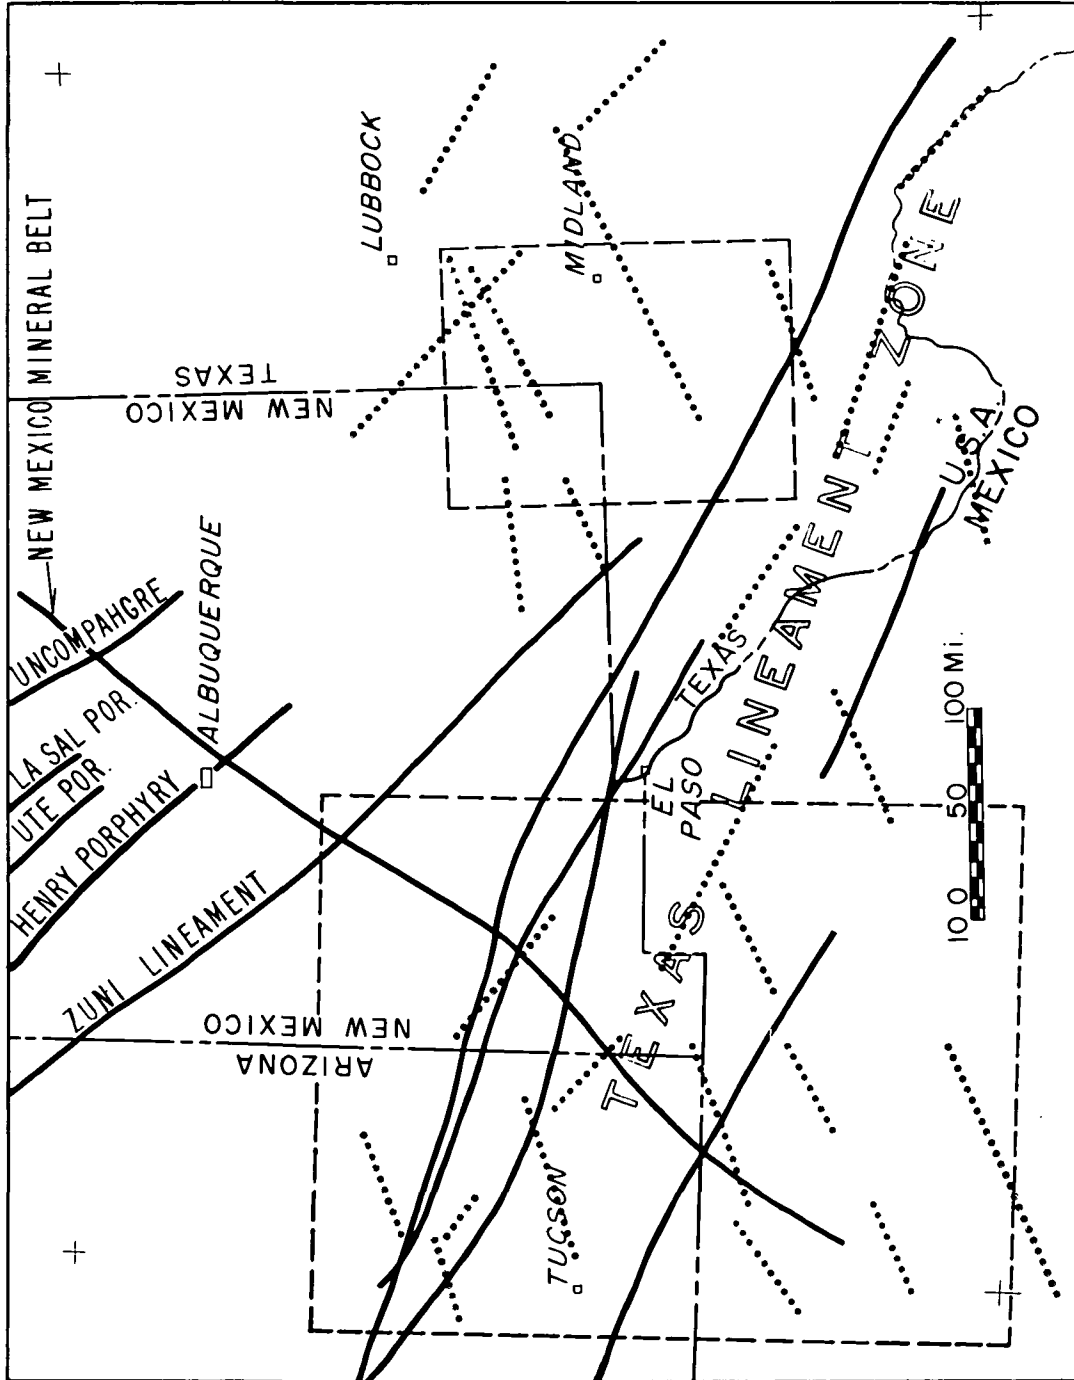 NEW MEXICO MINERAL BELT
UNCOMPAHGRE
LA SAL POR.
UTE POR.
HENRY PORPHYRY
ZUNI LINEAMENT
ALBUQUERQUE
LUBBOCK
MIDLAND
TEXAS
NEW MEXICO
NEW MEXICO
ARIZONA
TUCSON
EL
PASO
TEXAS
TEXAS LINEAMENT ZONE
U.S.A
MEXICO
10 0 50 100 Mi.